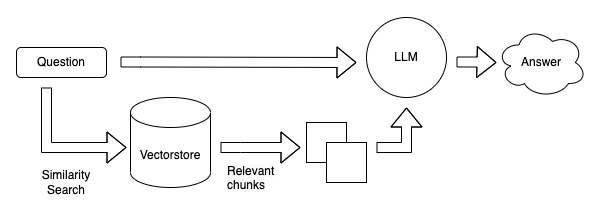 Question
LLM
Answer
Vectorstore
Similarity
Search
Relevant
chunks